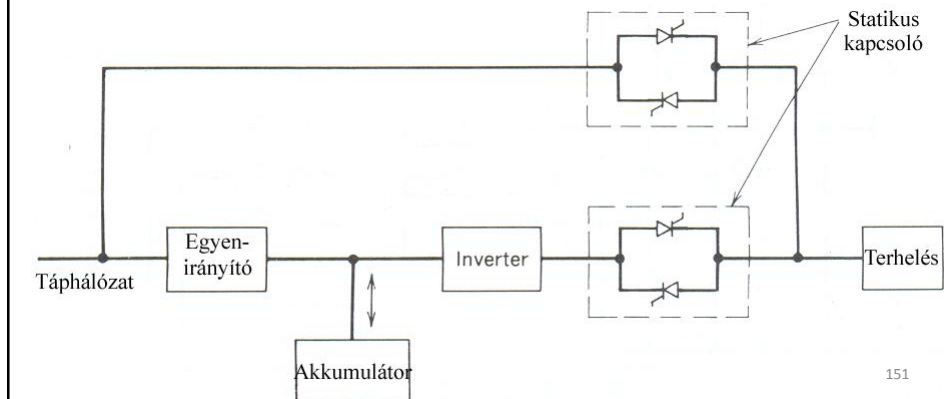 Statikus
kapcsoló
Egyen-
irányító
Inverter
Terhelés
Táphálózat
Akkumulátor
151